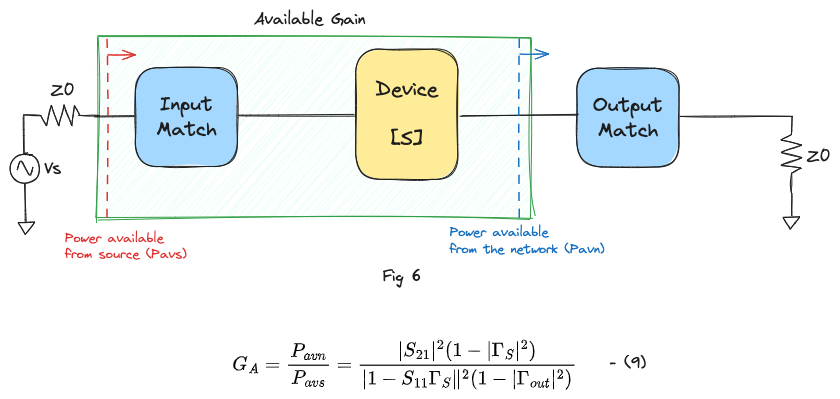 Available Gain
Z0
Input
Match
Device
[S]
Output
Match
Vs
Z0
Power available
from source (Pavs)
Power available
from the network (Pavn)
Fig 6
G_A = \frac{P_{avn}}{P_{avs}} = \frac{|S_{21}|^2(1-|\Gamma_S|^2)}{|1-S_{11}\Gamma_S\|^2(1-|\Gamma_{out}|^2)} - (9)